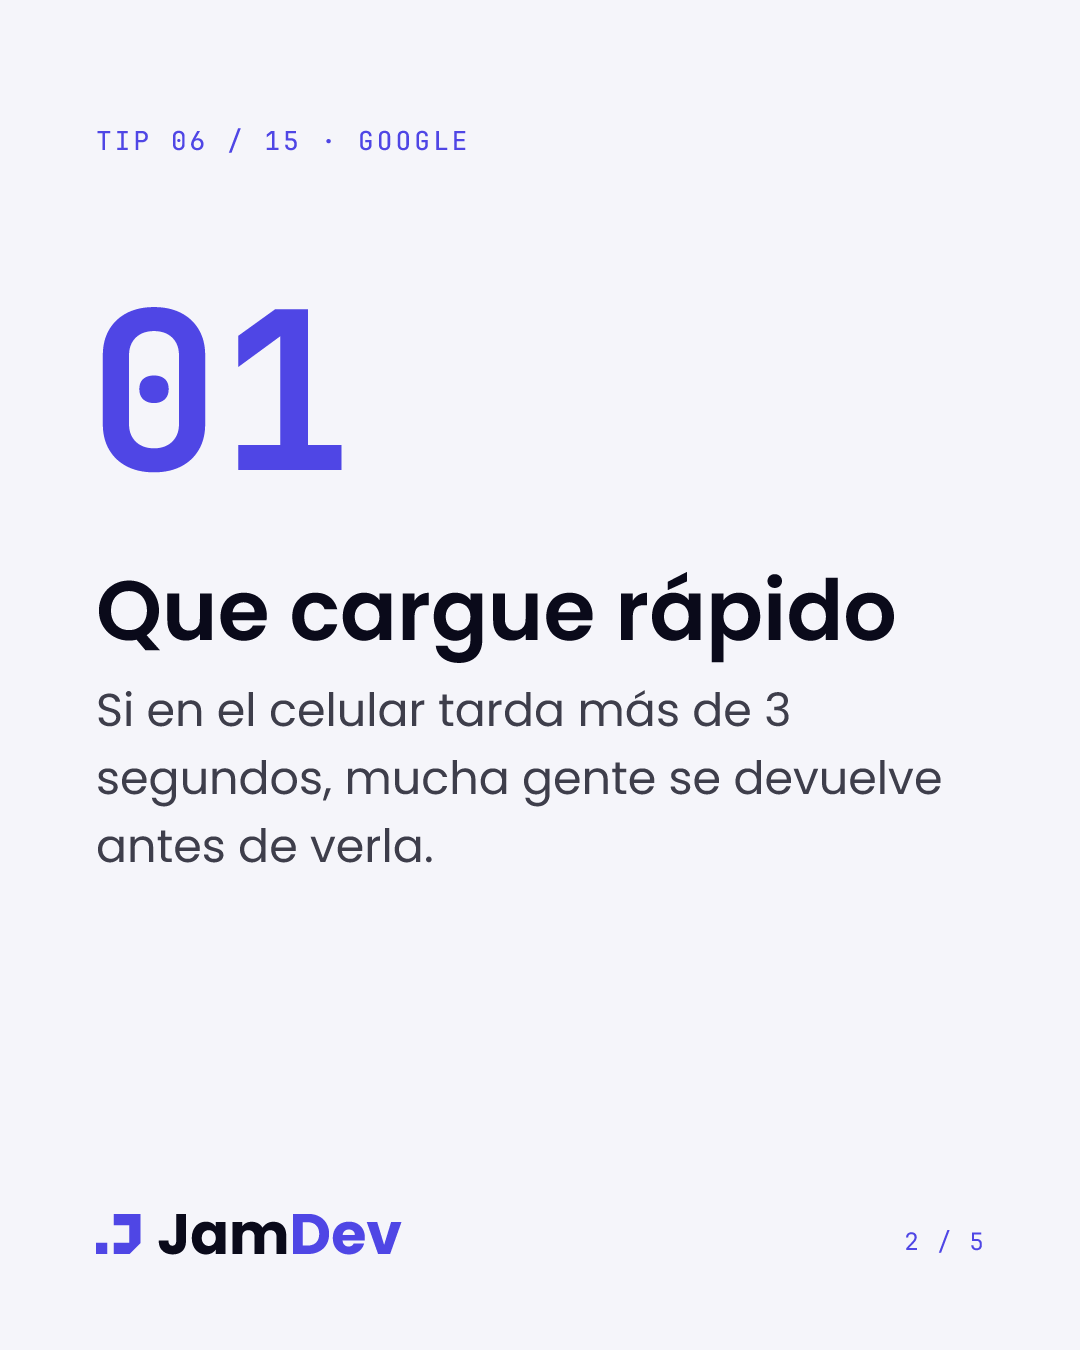 TIP 06 / 15 · GOOGLE
01
Que cargue rápido
Si en el celular tarda más de 3
segundos, mucha gente se devuelve
antes de verla.
JamDev
2 / 5